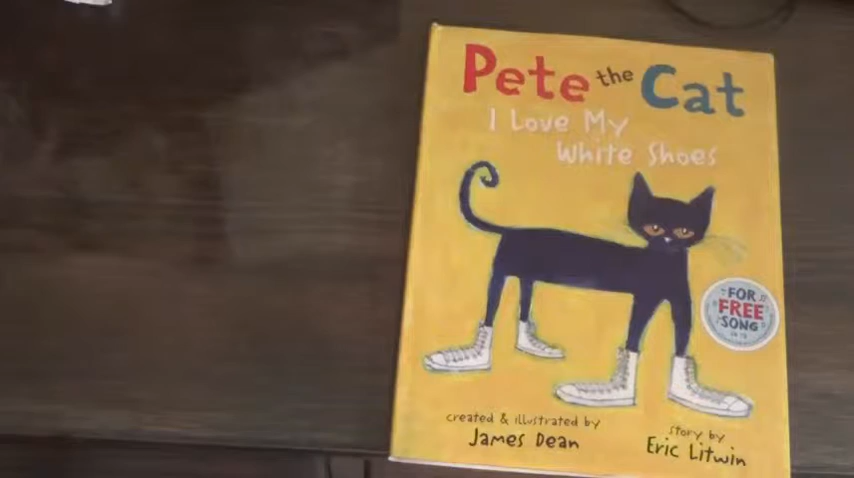 Pete the Cat
I Love My
White Shoes
FOR
FREE
SONG
created & illustrated by
James Dean
story by
Eric Litwin